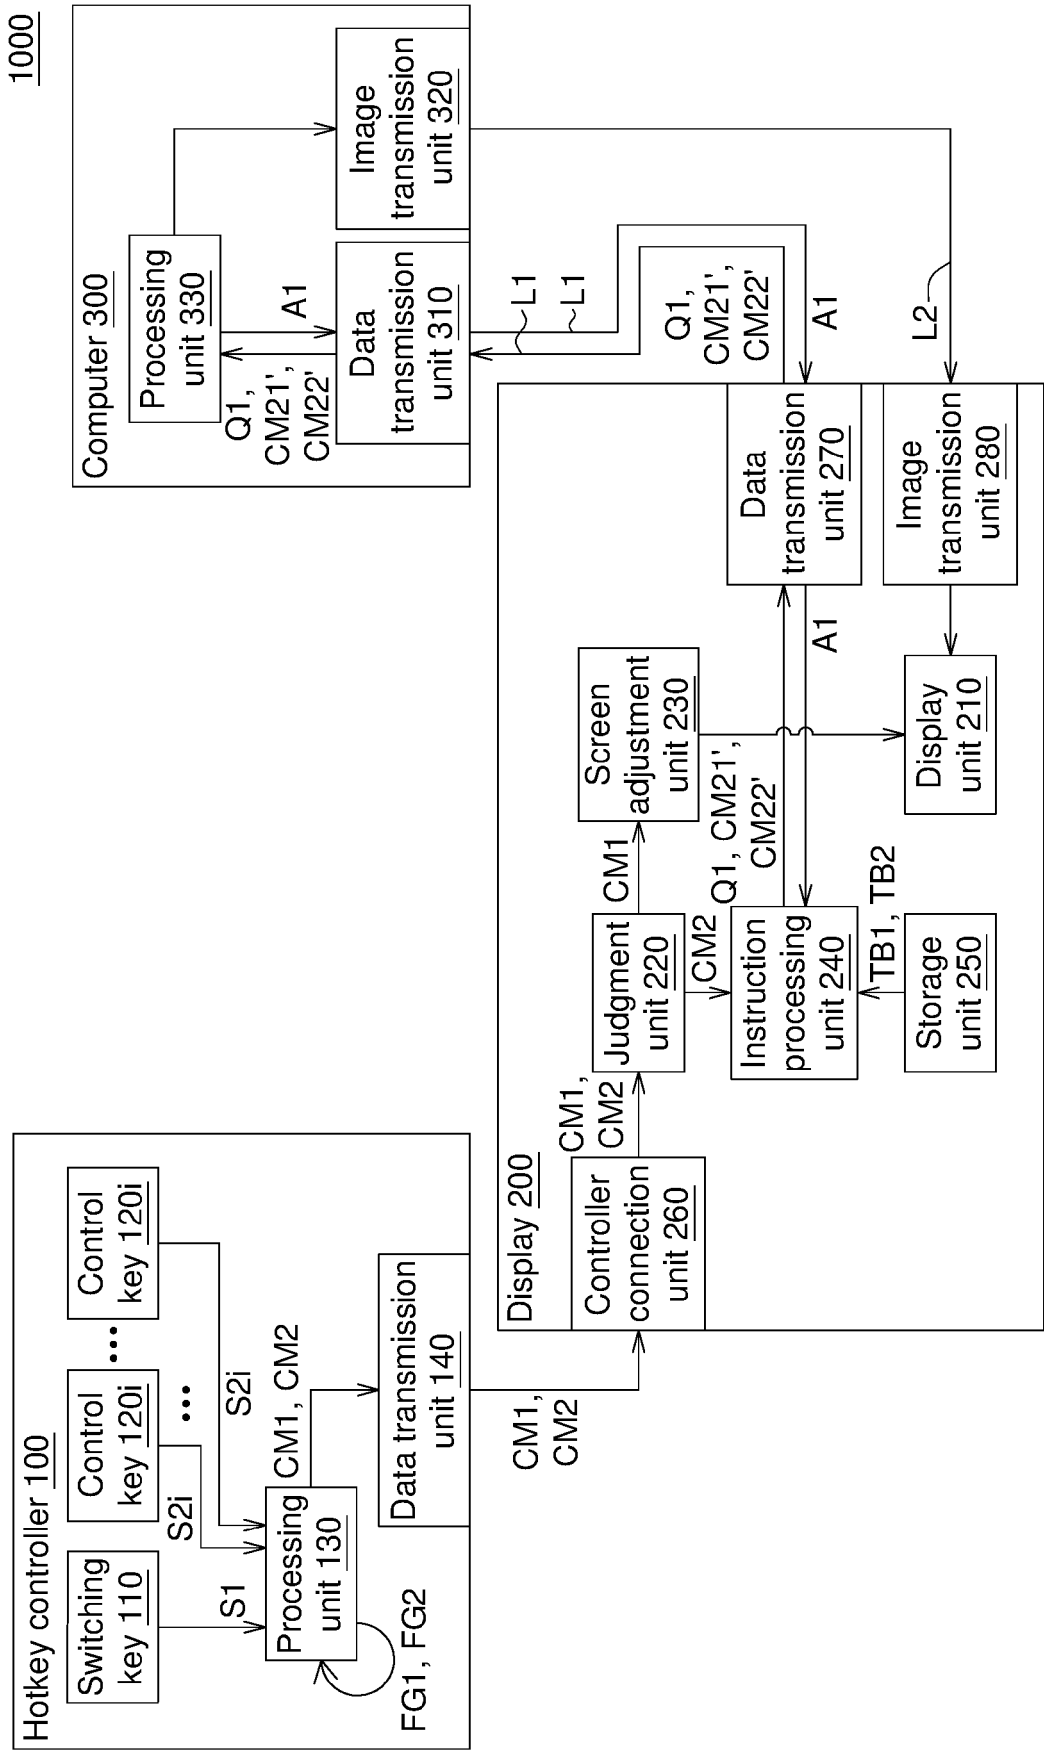 1000
Hotkey controller 100
Switching
key 110
Control
key 120i
...
Control
key 120i
S1
S2i
...
S2i
Processing
unit 130
FG1, FG2
CM1, CM2
Data transmission
unit 140
CM1,
CM2
Computer 300
Processing
unit 330
Q1,
CM21',
CM22'
A1
Data
transmission
unit 310
Image
transmission
unit 320
L1
L1
Q1,
CM21',
CM22'
A1
L2
Display 200
Controller
connection
unit 260
CM1,
CM2
Judgment
unit 220
CM1
Screen
adjustment
unit 230
CM2
Instruction
processing
unit 240
Q1, CM21',
CM22'
A1
TB1, TB2
Storage
unit 250
Display
unit 210
Data
transmission
unit 270
Image
transmission
unit 280